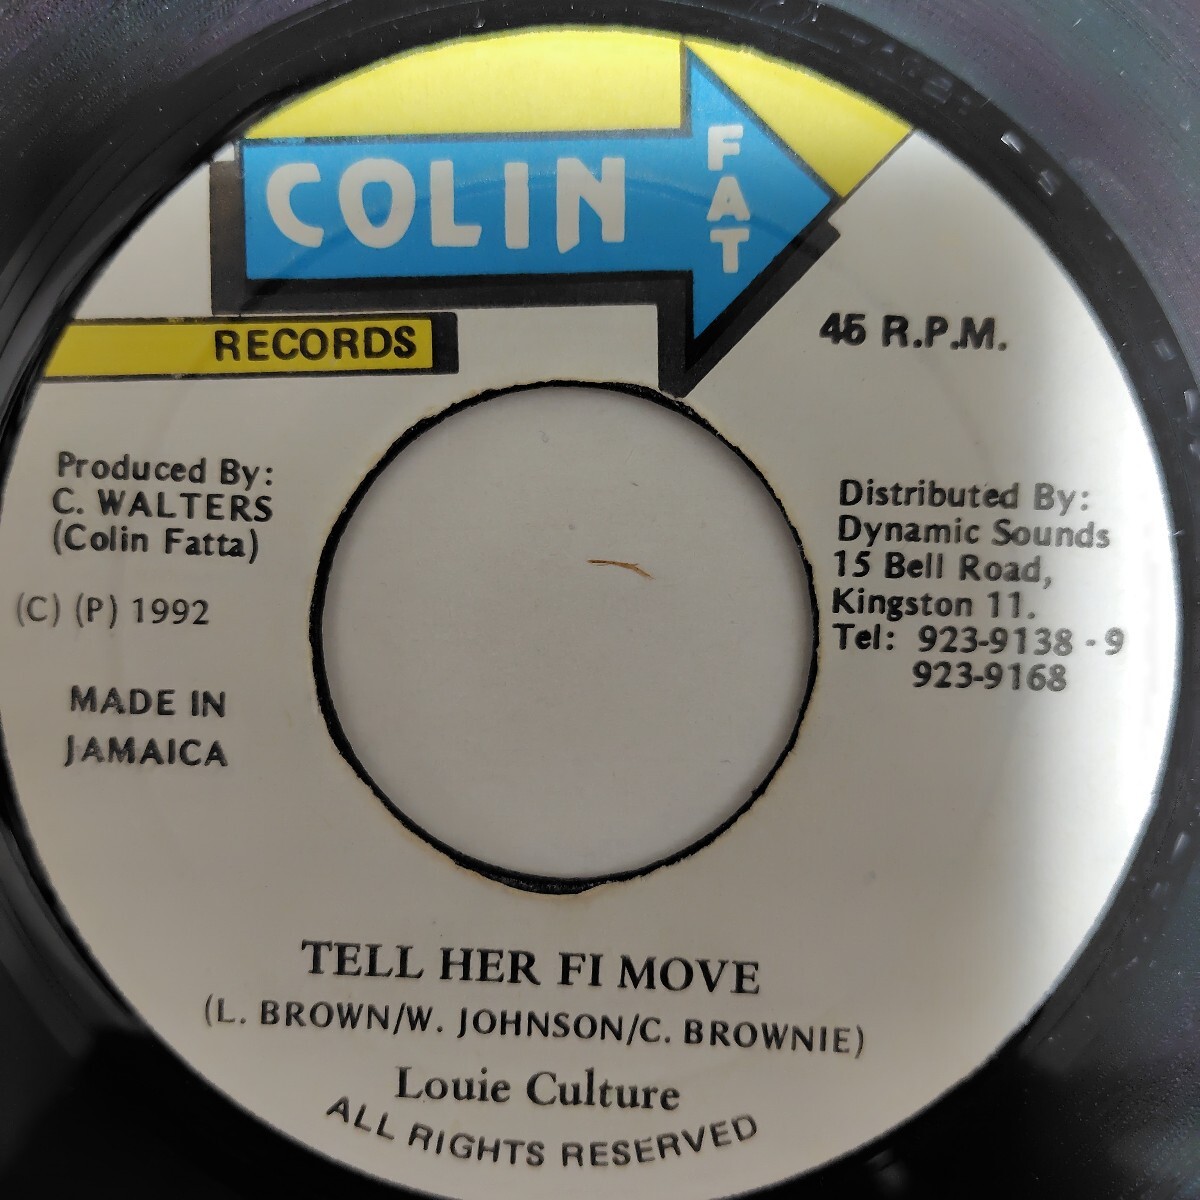 COLIN
FAT
RECORDS
45 R.P.M.
Produced By:
C. WALTERS
(Colin Fatta)
(C) (P) 1992
MADE IN
JAMAICA
Distributed By:
Dynamic Sounds
15 Bell Road,
Kingston 11.
Tel: 923-9138 - 9
923-9168
TELL HER FI MOVE
(L. BROWN/W. JOHNSON/C. BROWNIE)
Louie Culture
ALL RIGHTS RESERVED